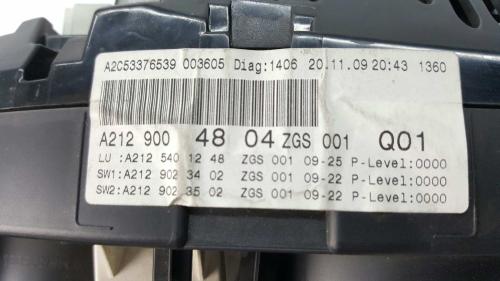 A2C53376539 003605 Diag:1406 20.11.09 20:43 1360
A212 900 48 04 ZGS 001 Q01
LU :A212 540 12 48 ZGS 001 09-25 P-Level:0000
SW1:A212 902 34 02 ZGS 001 09-22 P-Level:0000
SW2:A212 902 35 02 ZGS 001 09-22 P-Level:0000